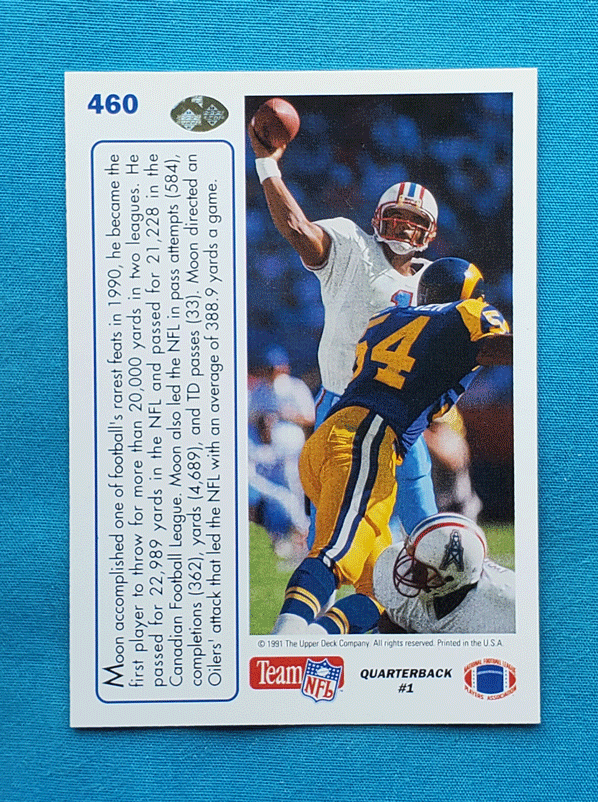 460
Moon accomplished one of football's rarest feats in 1990, he became the
first player to throw for more than 20,000 yards in two leagues. He
passed for 22,989 yards in the NFL and passed for 21,228 in the
Canadian Football League. Moon also led the NFL in pass attempts (584),
completions (362), yards (4,689), and TD passes (33). Moon directed an
Oilers' attack that led the NFL with an average of 388.9 yards a game.
54
© 1991 The Upper Deck Company. All rights reserved. Printed in the U.S.A.
Team NFL
QUARTERBACK
#1
NATIONAL FOOTBALL LEAGUE
PLAYERS ASSOCIATION